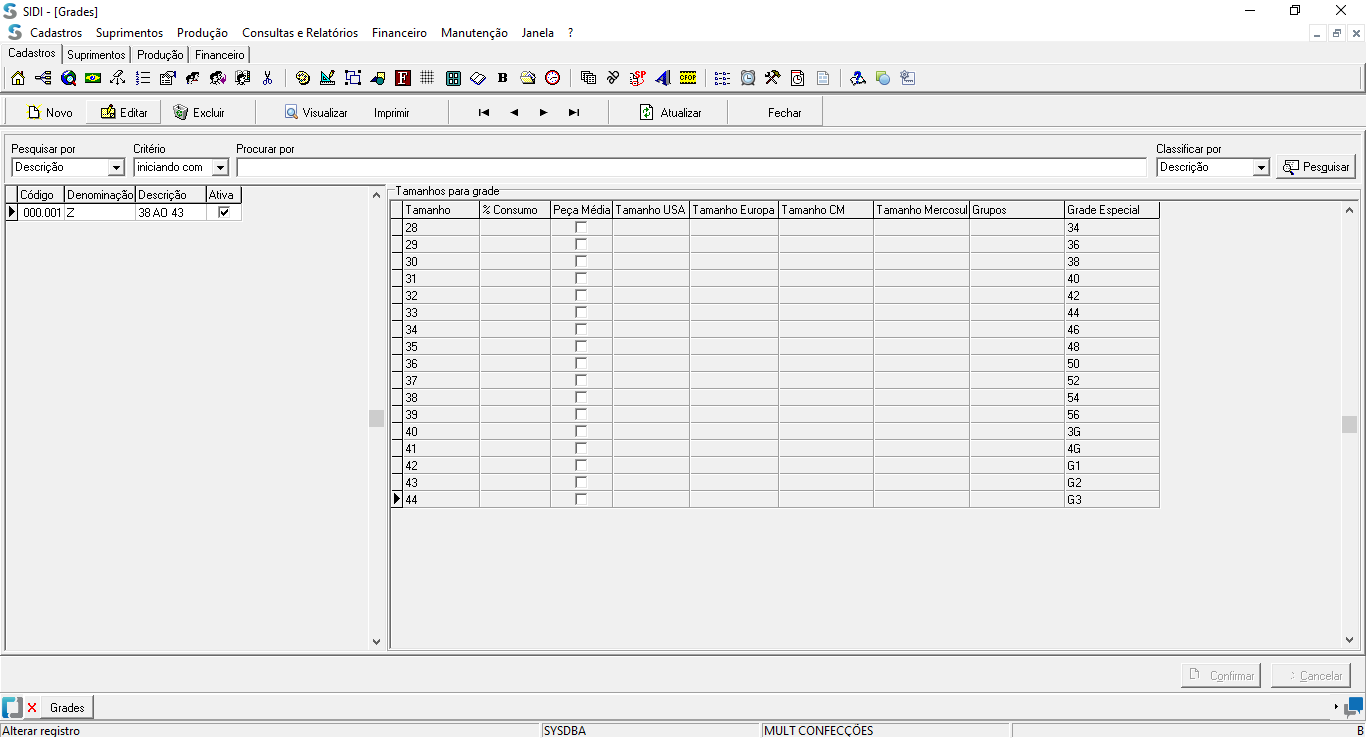 SIDI - [Grades]
Cadastros Suprimentos Produção Consultas e Relatórios Financeiro Manutenção Janela ?
Cadastros Suprimentos Produção Financeiro
F B SP CFOP
Novo Editar Excluir Visualizar Imprimir Atualizar Fechar
Pesquisar por Critério Procurar por Classificar por
Descrição iniciando com Descrição Pesquisar
Código Denominação Descrição Ativa
000.001 Z 38 AO 43
Tamanhos para grade
Tamanho % Consumo Peça Média Tamanho USA Tamanho Europa Tamanho CM Tamanho Mercosul Grupos Grade Especial
28 34
29 36
30 38
31 40
32 42
33 44
34 46
35 48
36 50
37 52
38 54
39 56
40 3G
41 4G
42 G1
43 G2
44 G3
Confirmar Cancelar
Grades
Alterar registro SYSDBA MULT CONFECÇÕES B